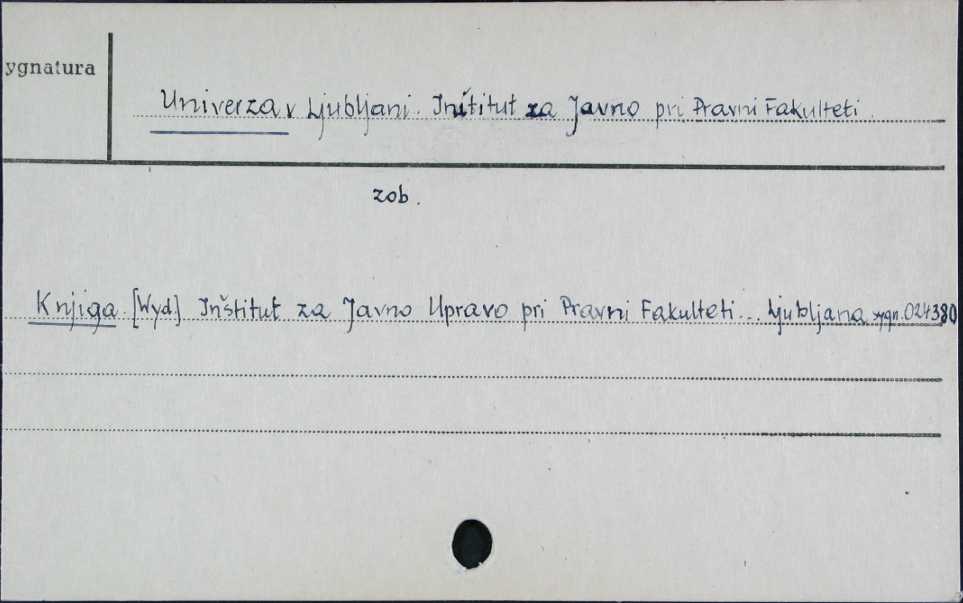 ygnatura
Univerza v Ljubljani. Inštitut za Javno pri Pravni Fakulteti.
zob.
Knjiga [Wyd] Inštitut za Javno Upravo pri Pravni Fakulteti... Ljubljana sygn. 024380